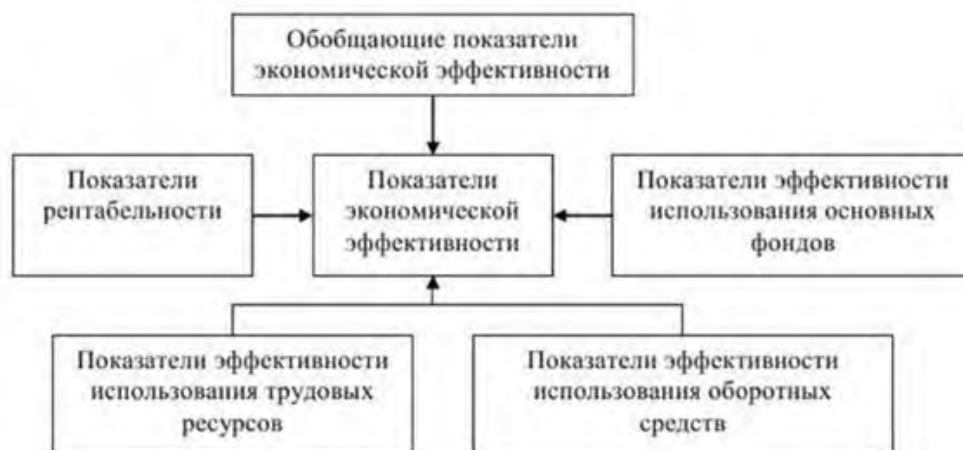 Обобщающие показатели
экономической эффективности
Показатели
рентабельности
Показатели
экономической
эффективности
Показатели эффективности
использования основных
фондов
Показатели эффективности
использования трудовых
ресурсов
Показатели эффективности
использования оборотных
средств